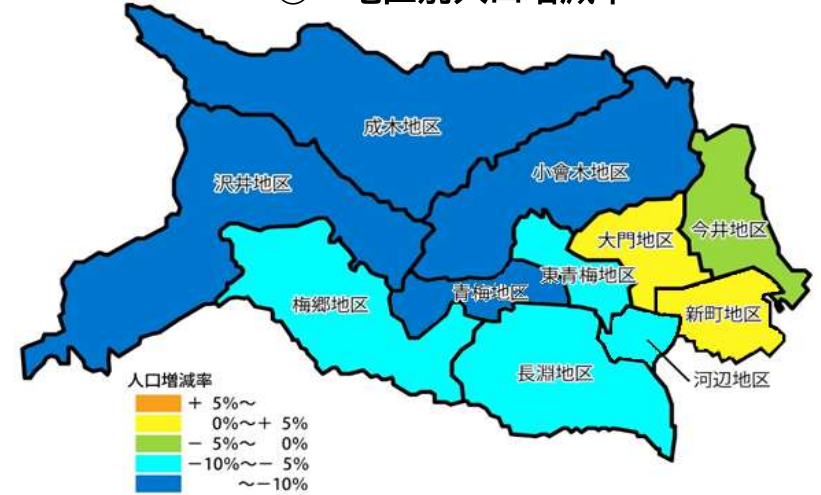 成木地区
小曾木地区
沢井地区
今井地区
大門地区
東青梅地区
青梅地区
梅郷地区
新町地区
長淵地区
河辺地区
人口増減率
+ 5%~
0%~+ 5%
- 5%~ 0%
-10%~- 5%
~-10%